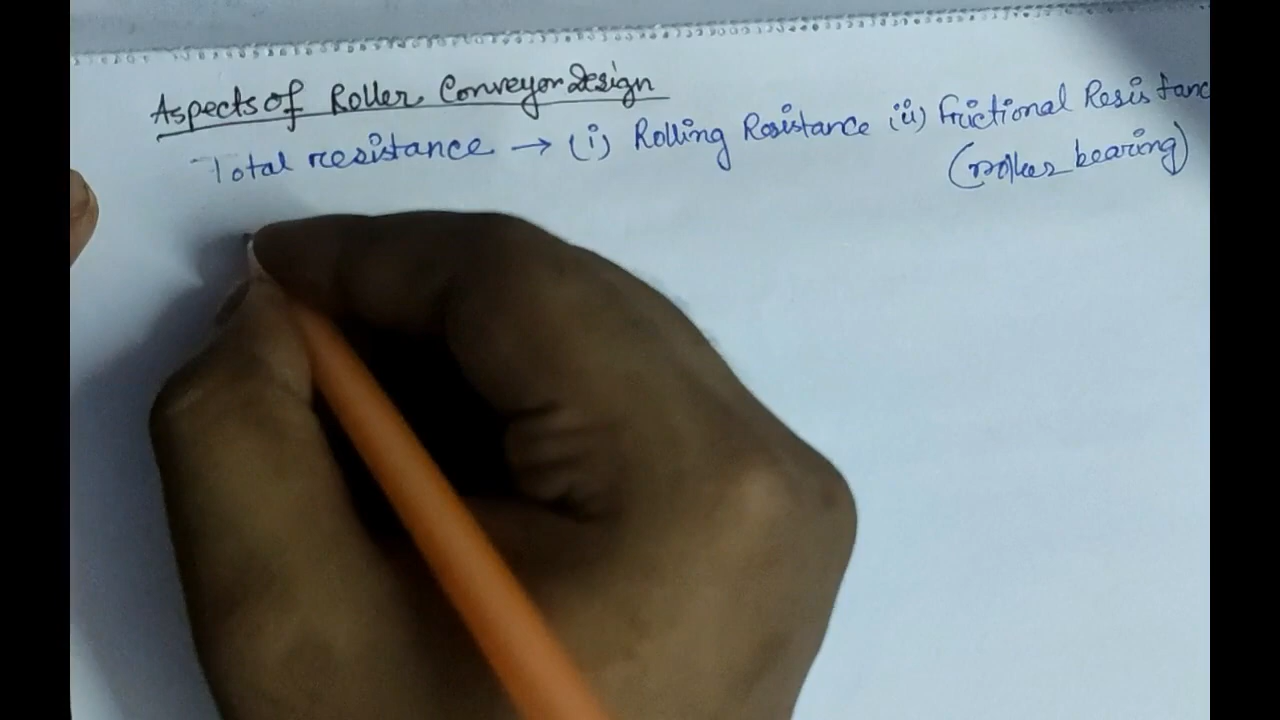 Aspects of Roller Conveyor Design
Total resistance → (i) Rolling Resistance (ii) Frictional Resistanc
(roller bearing)